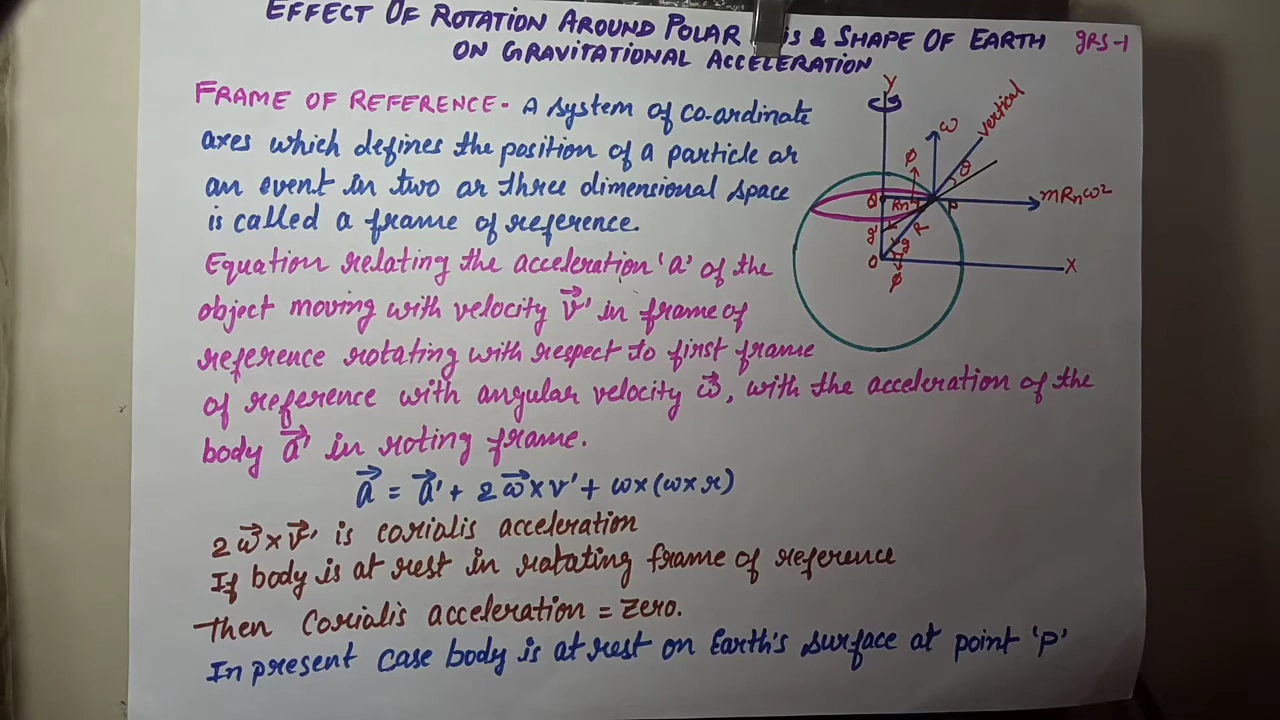 EFFECT OF ROTATION AROUND POLAR & SHAPE OF EARTH
GRS-1
ON GRAVITATIONAL ACCELERATION
FRAME OF REFERENCE - A system of co-ordinate
axes which defines the position of a particle or
an event in two or three dimensional space
is called a frame of reference.
Equation relating the acceleration 'a' of the
object moving with velocity v⃗' in frame of
reference rotating with respect to first frame
of reference with angular velocity ω⃗, with the acceleration of the
body a⃗' in roting frame.
a⃗ = a⃗' + 2ω⃗×v' + ω×(ω×r)
2ω⃗×v⃗' is coriolis acceleration
If body is at rest in rotating frame of reference
Then Coriolis acceleration = zero.
In present case body is at rest on Earth's surface at point 'P'
Y
ω
vertical
θ
φ
Rn
P
mRnω²
g'
R
g
O
X
φ